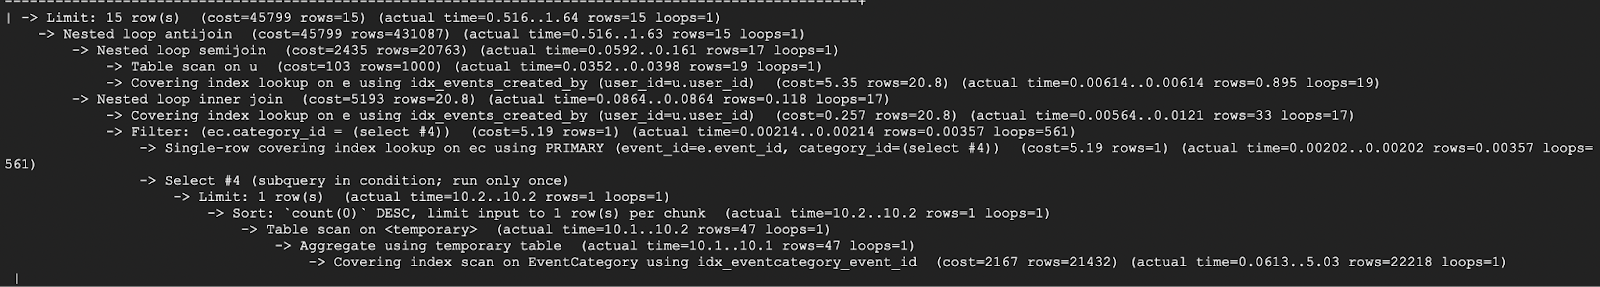 | -> Limit: 15 row(s)  (cost=45799 rows=15) (actual time=0.516..1.64 rows=15 loops=1)
-> Nested loop antijoin  (cost=45799 rows=431087) (actual time=0.516..1.63 rows=15 loops=1)
-> Nested loop semijoin  (cost=2435 rows=20763) (actual time=0.0592..0.161 rows=17 loops=1)
-> Table scan on u  (cost=103 rows=1000) (actual time=0.0352..0.0398 rows=19 loops=1)
-> Covering index lookup on e using idx_events_created_by (user_id=u.user_id)  (cost=5.35 rows=20.8) (actual time=0.00614..0.00614 rows=0.895 loops=19)
-> Nested loop inner join  (cost=5193 rows=20.8) (actual time=0.0864..0.0864 rows=0.118 loops=17)
-> Covering index lookup on e using idx_events_created_by (user_id=u.user_id)  (cost=0.257 rows=20.8) (actual time=0.00564..0.0121 rows=33 loops=17)
-> Filter: (ec.category_id = (select #4))  (cost=5.19 rows=1) (actual time=0.00214..0.00214 rows=0.00357 loops=561)
-> Single-row covering index lookup on ec using PRIMARY (event_id=e.event_id, category_id=(select #4))  (cost=5.19 rows=1) (actual time=0.00202..0.00202 rows=0.00357 loops=
561)
-> Select #4 (subquery in condition; run only once)
-> Limit: 1 row(s)  (actual time=10.2..10.2 rows=1 loops=1)
-> Sort: `count(0)` DESC, limit input to 1 row(s) per chunk  (actual time=10.2..10.2 rows=1 loops=1)
-> Table scan on <temporary>  (actual time=10.1..10.2 rows=47 loops=1)
-> Aggregate using temporary table  (actual time=10.1..10.1 rows=47 loops=1)
-> Covering index scan on EventCategory using idx_eventcategory_event_id  (cost=2167 rows=21432) (actual time=0.0613..5.03 rows=22218 loops=1)
|